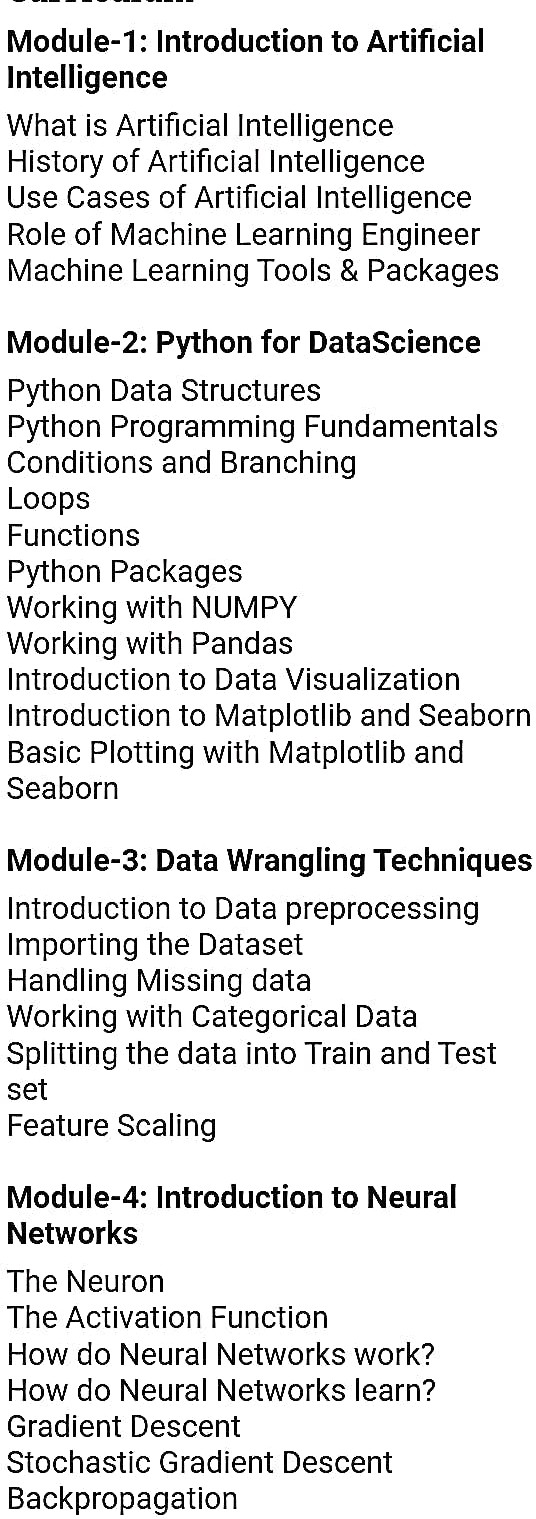 Module-1: Introduction to Artificial
Intelligence
What is Artificial Intelligence
History of Artificial Intelligence
Use Cases of Artificial Intelligence
Role of Machine Learning Engineer
Machine Learning Tools & Packages
Module-2: Python for DataScience
Python Data Structures
Python Programming Fundamentals
Conditions and Branching
Loops
Functions
Python Packages
Working with NUMPY
Working with Pandas
Introduction to Data Visualization
Introduction to Matplotlib and Seaborn
Basic Plotting with Matplotlib and
Seaborn
Module-3: Data Wrangling Techniques
Introduction to Data preprocessing
Importing the Dataset
Handling Missing data
Working with Categorical Data
Splitting the data into Train and Test
set
Feature Scaling
Module-4: Introduction to Neural
Networks
The Neuron
The Activation Function
How do Neural Networks work?
How do Neural Networks learn?
Gradient Descent
Stochastic Gradient Descent
Backpropagation